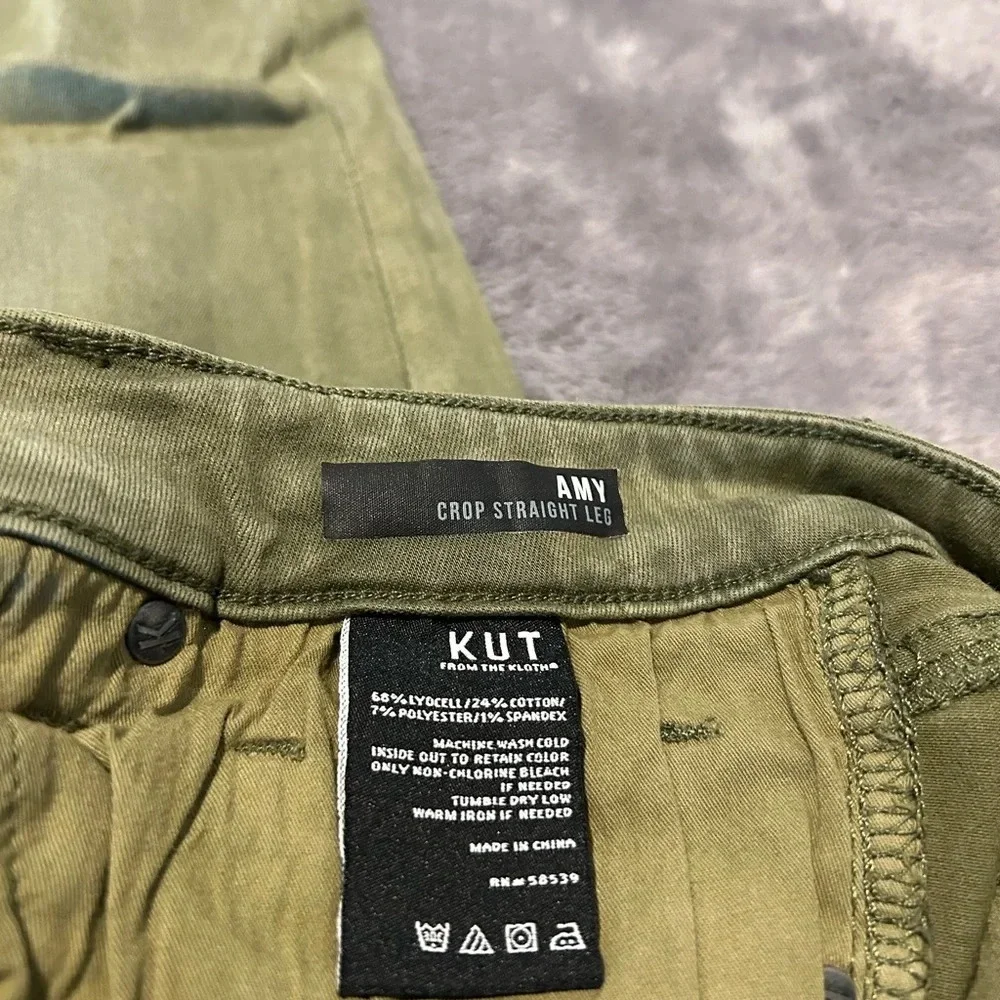 AMY
CROP STRAIGHT LEG
K
KUT
FROM THE KLOTH®
68% LYOCELL/24% COTTON/
7% POLYESTER/1% SPANDEX
MACHINE WASH COLD
INSIDE OUT TO RETAIN COLOR
ONLY NON-CHLORINE BLEACH
IF NEEDED
TUMBLE DRY LOW
WARM IRON IF NEEDED
MADE IN CHINA
RN# 58539